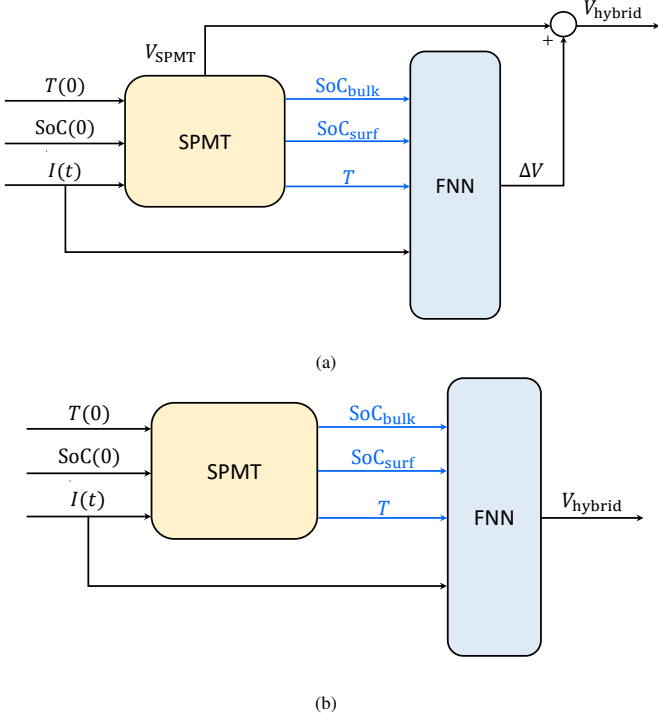 V_hybrid
V_SPMT
+
T(0)
SoC_bulk
SoC(0)
SPMT
SoC_surf
I(t)
T
FNN
ΔV
(a)
T(0)
SoC_bulk
SoC(0)
SPMT
SoC_surf
I(t)
T
FNN
V_hybrid
(b)